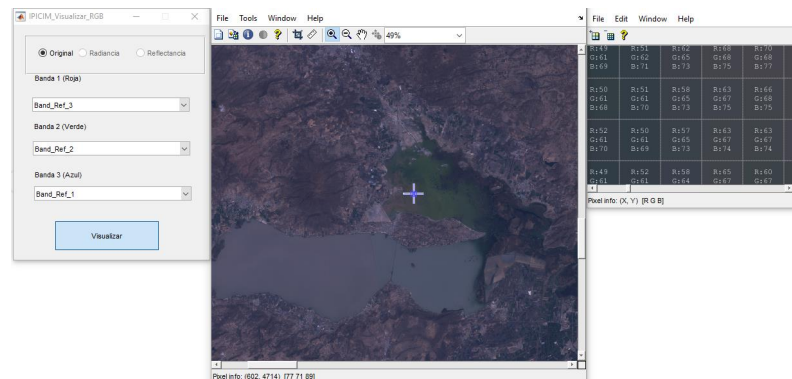 IPICIM_Visualizar_RGB
Original Radiancia Reflectancia
Banda 1 (Roja)
Band_Ref_3
Banda 2 (Verde)
Band_Ref_2
Banda 3 (Azul)
Band_Ref_1
Visualizar
File Tools Window Help
49%
Pixel info: (602, 4714) [77 71 89]
File Edit Window Help
R:49 R:51 R:62 R:68 R:70
G:61 G:62 G:65 G:68 G:68
B:69 B:71 B:73 B:75 B:77
R:50 R:51 R:58 R:63 R:66
G:61 G:61 G:65 G:67 G:68
B:68 B:70 B:73 B:75 B:75
R:52 R:50 R:57 R:63 R:63
G:61 G:61 G:65 G:67 G:67
B:70 B:69 B:73 B:74 B:74
R:49 R:52 R:58 R:65 R:60
G:61 G:61 G:64 G:67 G:67
Pixel info: (X, Y) [R G B]